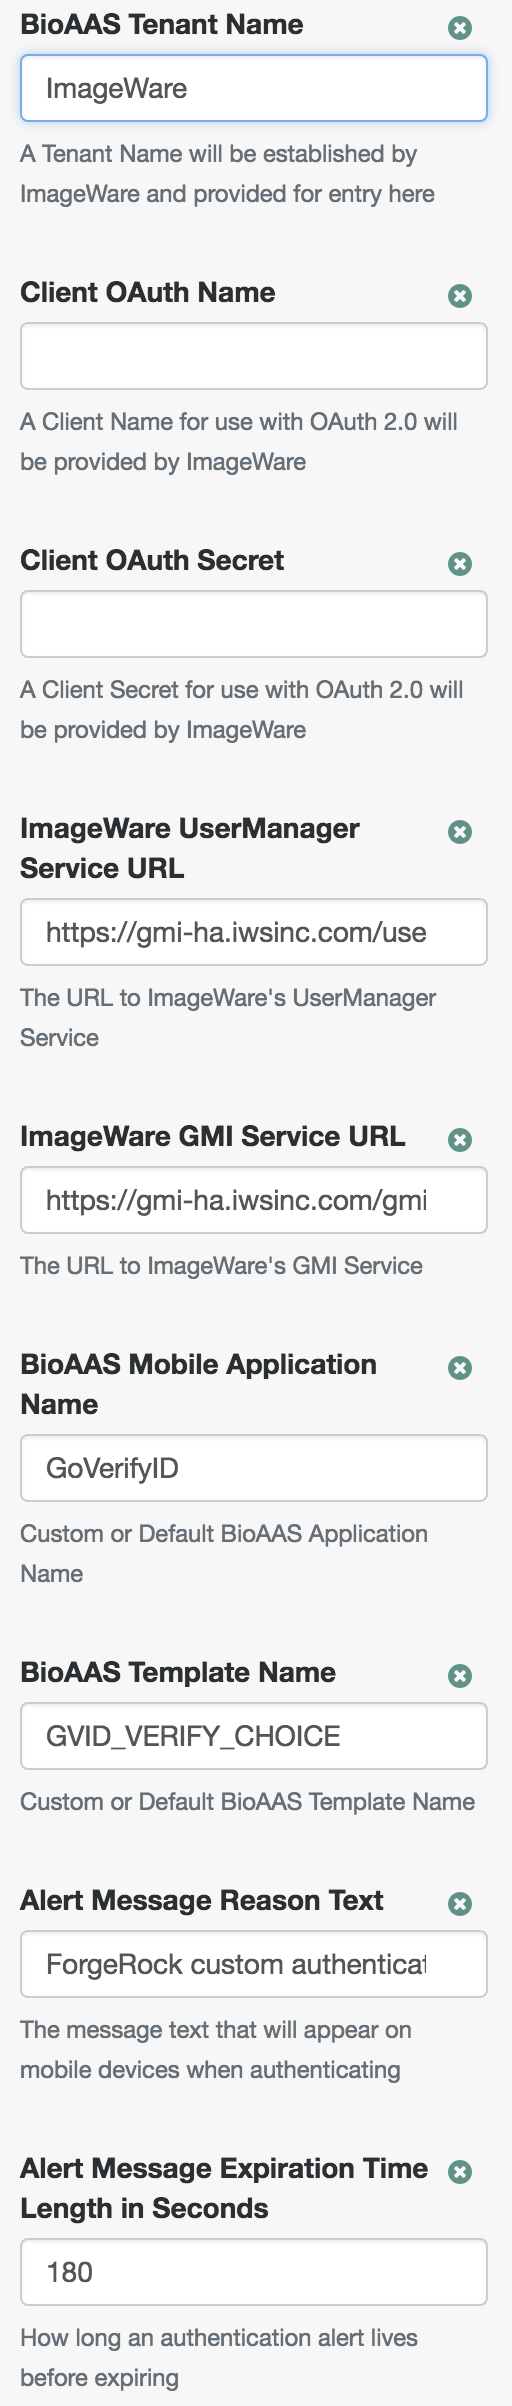 BioAAS Tenant Name
ImageWare
A Tenant Name will be established by
ImageWare and provided for entry here
Client OAuth Name
A Client Name for use with OAuth 2.0 will
be provided by ImageWare
Client OAuth Secret
A Client Secret for use with OAuth 2.0 will
be provided by ImageWare
ImageWare UserManager
Service URL
https://gmi-ha.iwsinc.com/use
The URL to ImageWare's UserManager
Service
ImageWare GMI Service URL
https://gmi-ha.iwsinc.com/gmi
The URL to ImageWare's GMI Service
BioAAS Mobile Application
Name
GoVerifyID
Custom or Default BioAAS Application
Name
BioAAS Template Name
GVID_VERIFY_CHOICE
Custom or Default BioAAS Template Name
Alert Message Reason Text
ForgeRock custom authenticat
The message text that will appear on
mobile devices when authenticating
Alert Message Expiration Time
Length in Seconds
180
How long an authentication alert lives
before expiring